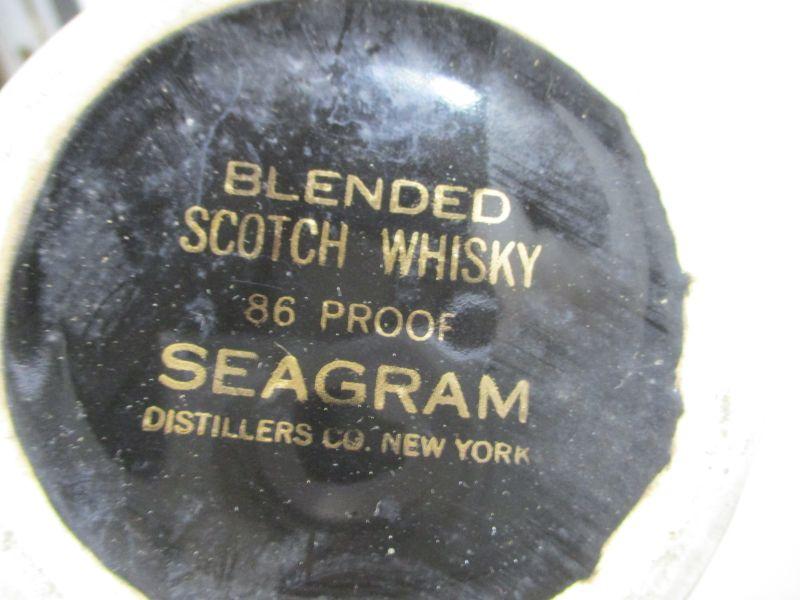 BLENDED
SCOTCH WHISKY
86 PROOF
SEAGRAM
DISTILLERS CO. NEW YORK